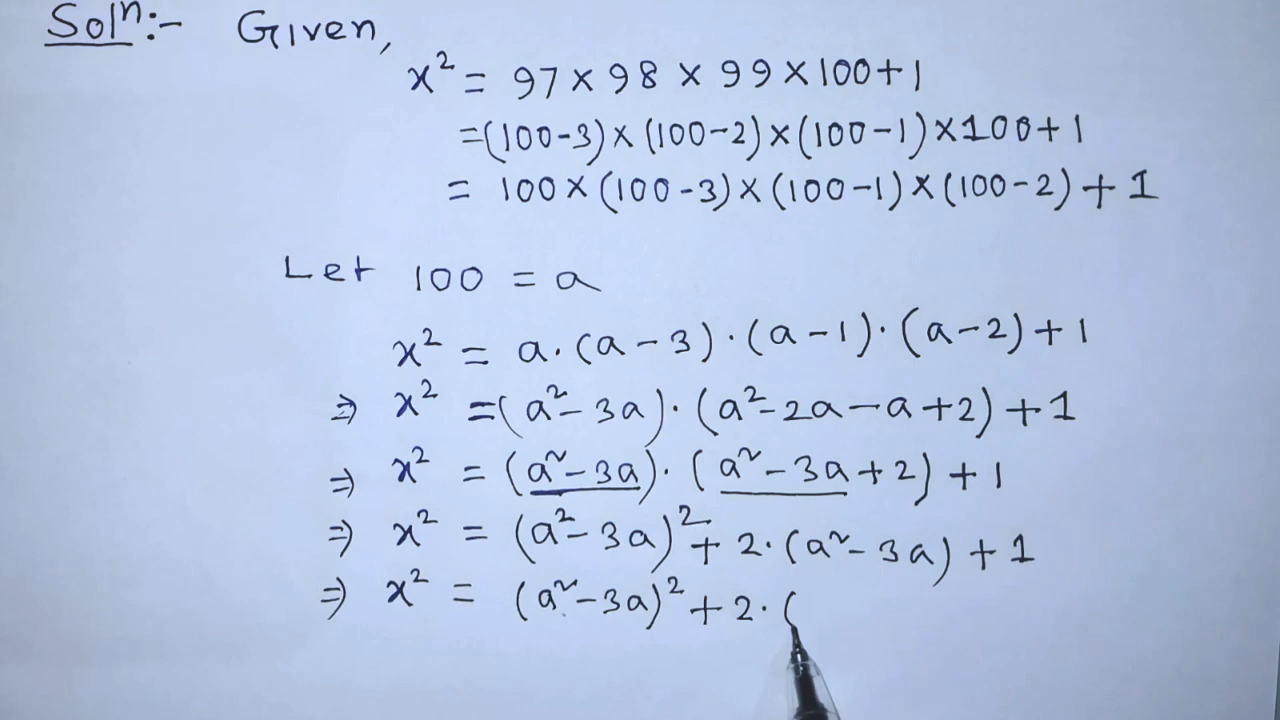 Solⁿ:- Given,
x² = 97 × 98 × 99 × 100 + 1
= (100-3) × (100-2) × (100-1) × 100 + 1
= 100 × (100-3) × (100-1) × (100-2) + 1
Let 100 = a
x² = a·(a-3)·(a-1)·(a-2) + 1
⇒ x² = (a²-3a)·(a²-2a-a+2) + 1
⇒ x² = (a²-3a)·(a²-3a+2) + 1
⇒ x² = (a²-3a)² + 2·(a²-3a) + 1
⇒ x² = (a²-3a)² + 2·(